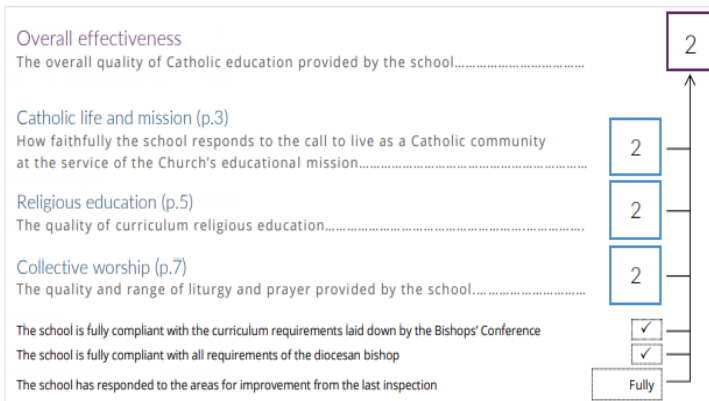 Overall effectiveness
The overall quality of Catholic education provided by the school................................... 2
Catholic life and mission (p.3)
How faithfully the school responds to the call to live as a Catholic community
at the service of the Church's educational mission............................................................. 2
Religious education (p.5)
The quality of curriculum religious education..................................................................... 2
Collective worship (p.7)
The quality and range of liturgy and prayer provided by the school.............................. 2
The school is fully compliant with the curriculum requirements laid down by the Bishops' Conference ✓
The school is fully compliant with all requirements of the diocesan bishop ✓
The school has responded to the areas for improvement from the last inspection Fully